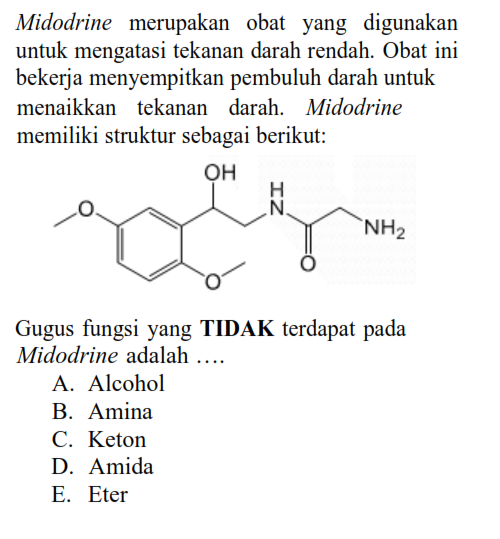 Midodrine merupakan obat yang digunakan
untuk mengatasi tekanan darah rendah. Obat ini
bekerja menyempitkan pembuluh darah untuk
menaikkan tekanan darah. Midodrine
memiliki struktur sebagai berikut:
OH
H
N
O
NH₂
O
O
Gugus fungsi yang TIDAK terdapat pada
Midodrine adalah ….
A. Alcohol
B. Amina
C. Keton
D. Amida
E. Eter